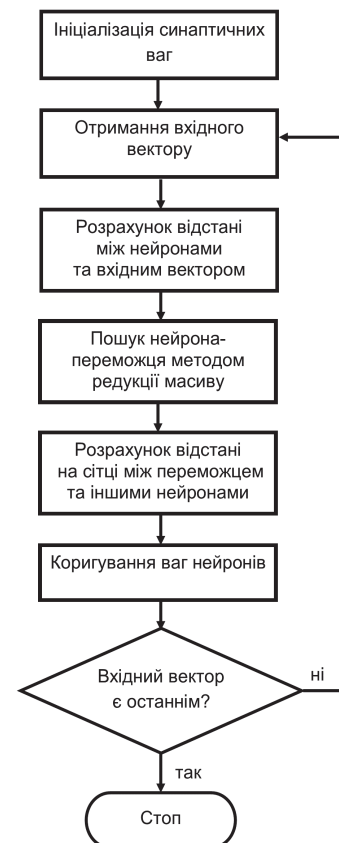 Ініціалізація синаптичних
ваг
Отримання вхідного
вектору
Розрахунок відстані
між нейронами
та вхідним вектором
Пошук нейрона-
переможця методом
редукції масиву
Розрахунок відстані
на сітці між переможцем
та іншими нейронами
Коригування ваг нейронів
Вхідний вектор
є останнім?
ні
так
Стоп